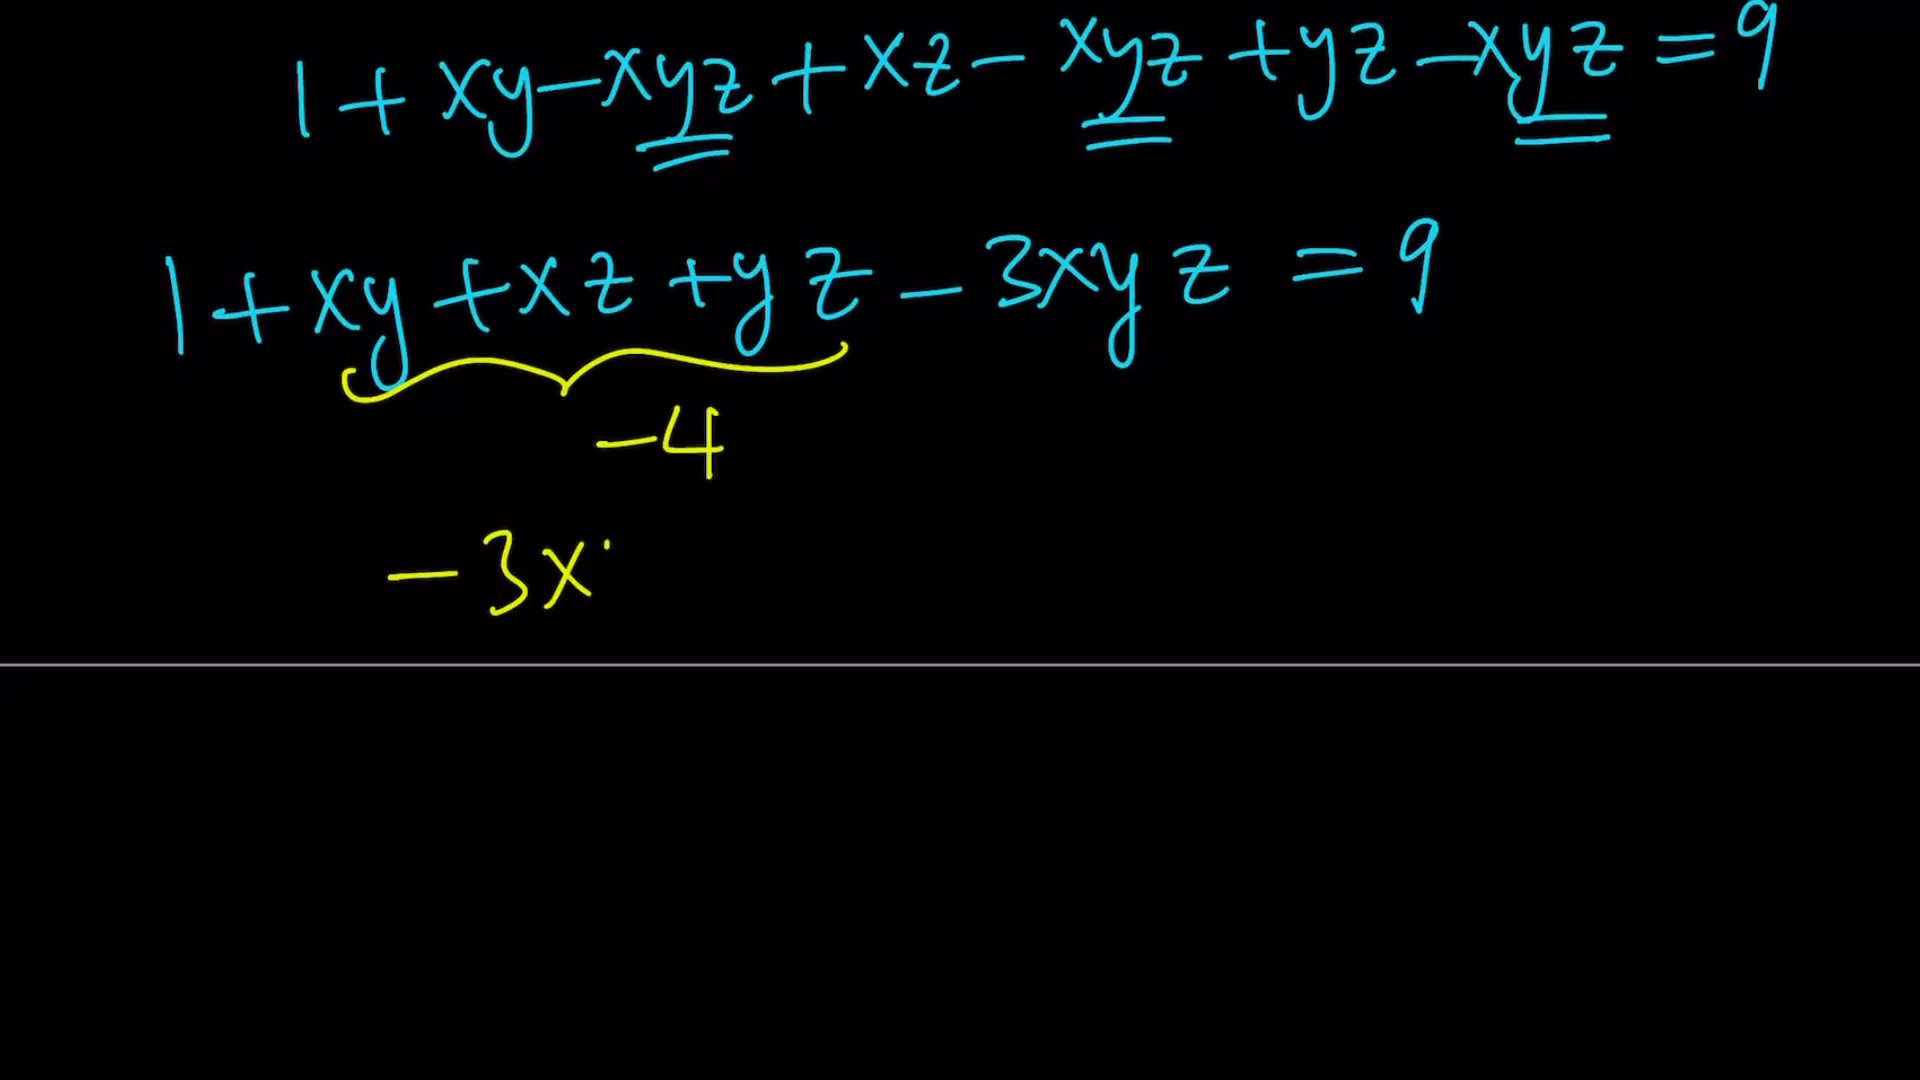 1 + xy - xyz + xz - xyz + yz - xyz = 9
1 + xy + xz + yz - 3xyz = 9
-4
-3x